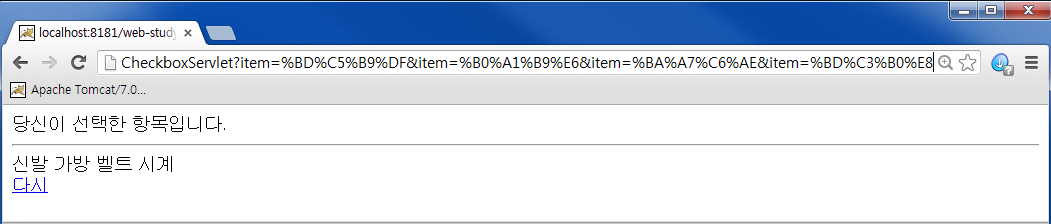 localhost:8181/web-study
CheckboxServlet?item=%BD%C5%B9%DF&item=%B0%A1%B9%E6&item=%BA%A7%C6%AE&item=%BD%C3%B0%E8
Apache Tomcat/7.0...
당신이 선택한 항목입니다.
신발 가방 벨트 시계
다시